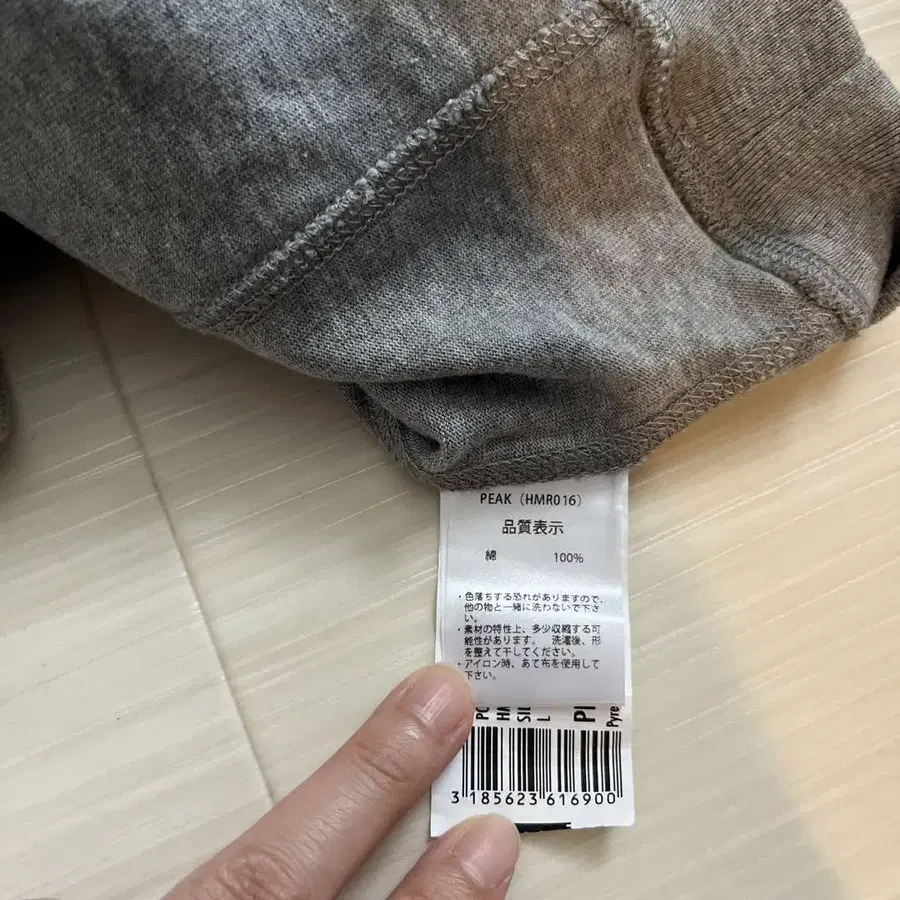 PEAK (HMR016)
品質表示
綿 100%
・色落ちする恐れがありますので、
他の物と一緒に洗わないで下さ
い。
・素材の特性上、多少収縮する可
能性があります。 洗濯後、形
を整えて干してください。
・アイロン時、あて布を使用して
下さい。
L
Pyre
3 185623 616900